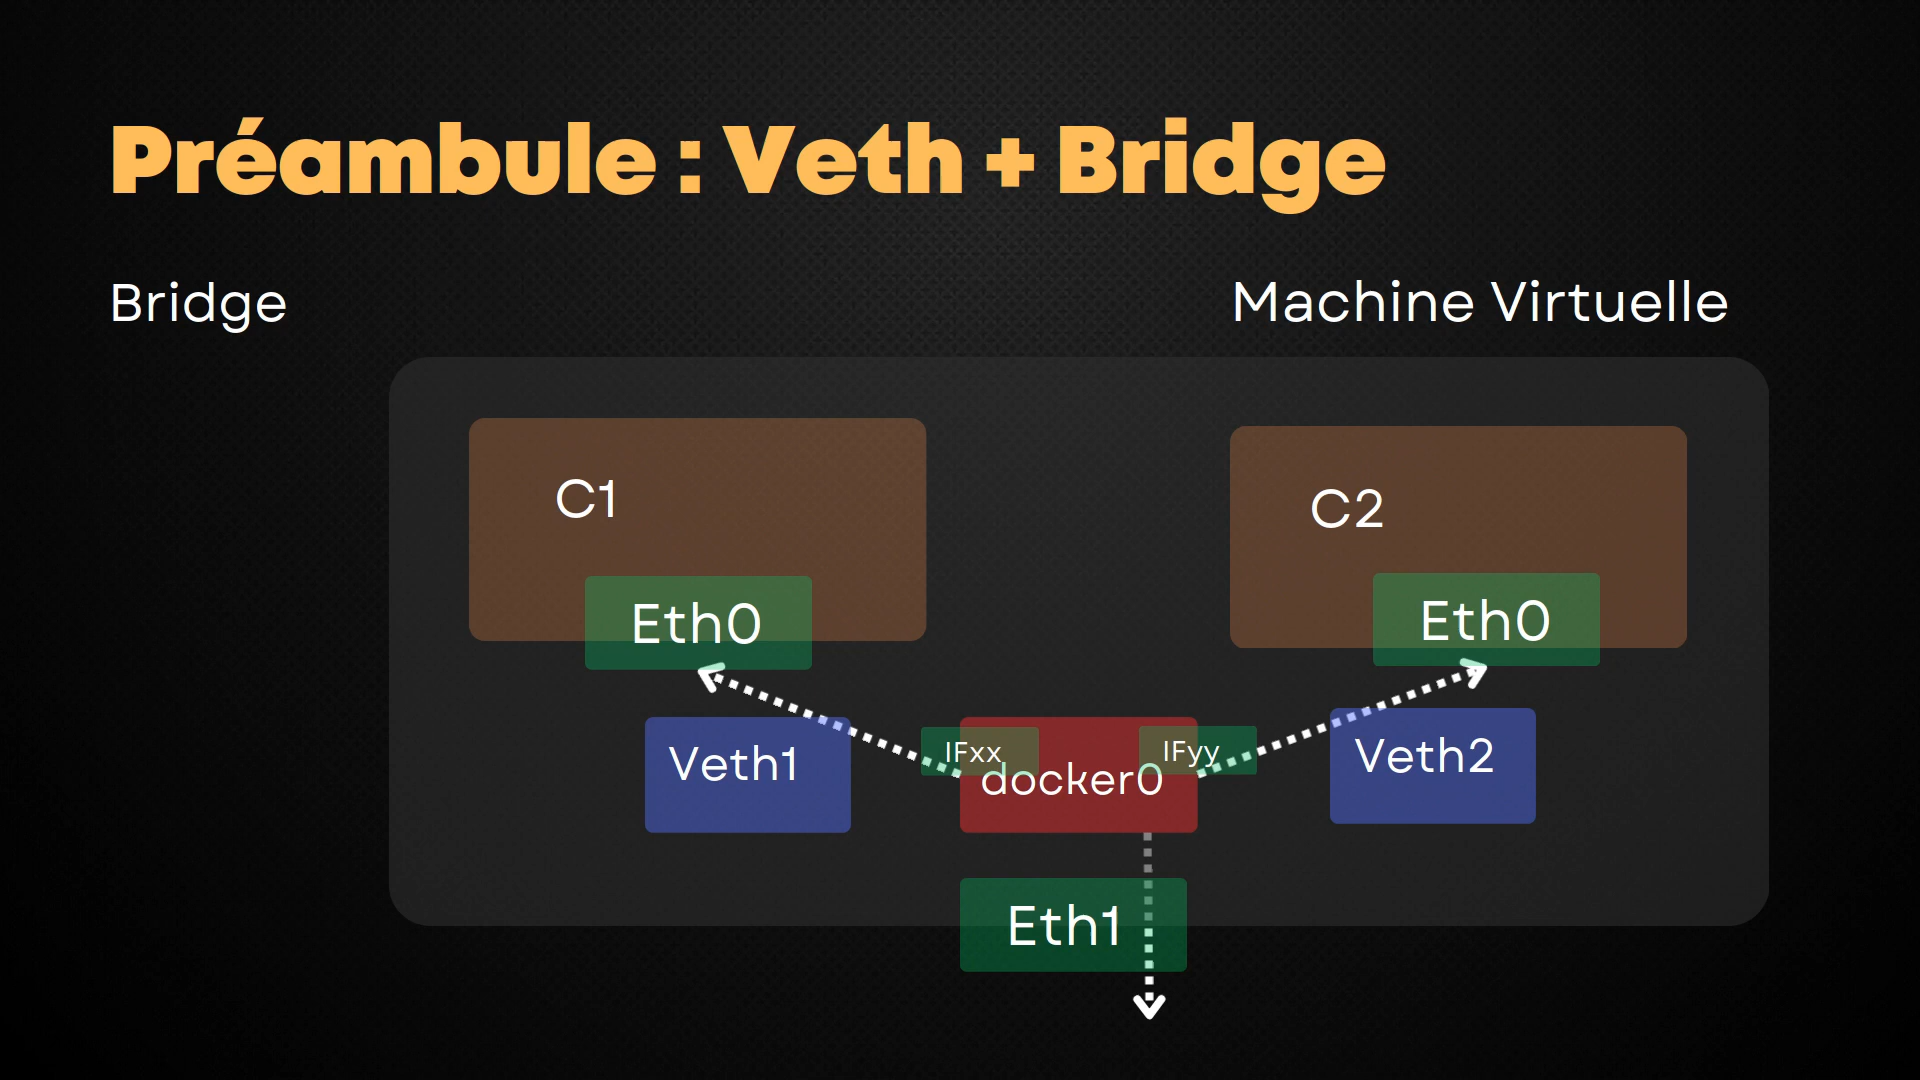 Préambule : Veth + Bridge
Bridge
Machine Virtuelle
C1
C2
Eth0
Eth0
Veth1
IFxx
docker0
IFyy
Veth2
Eth1